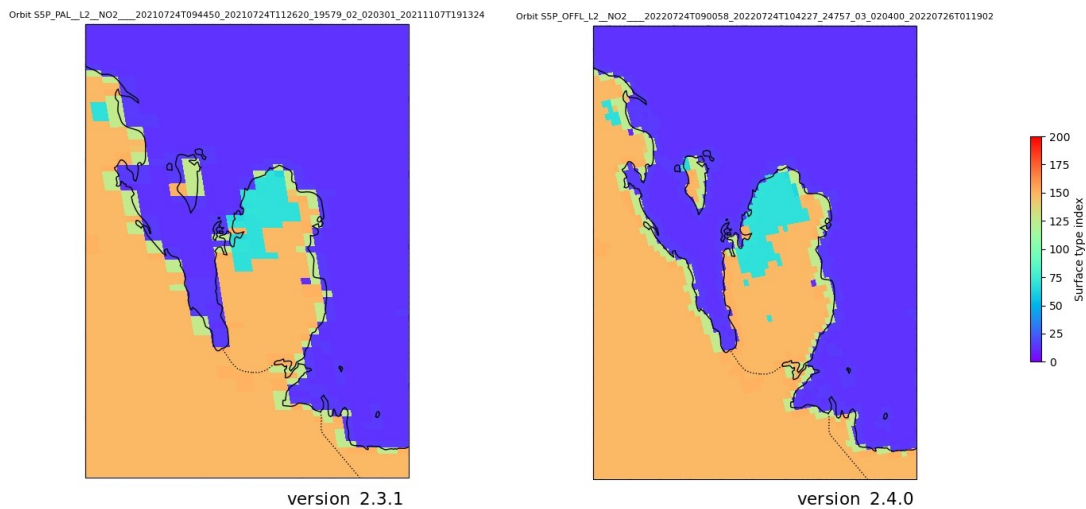 Orbit S5P_PAL__L2__NO2____20210724T094450_20210724T112620_19579_02_020301_20211107T191324
Orbit S5P_OFFL_L2__NO2____20220724T090058_20220724T104227_24757_03_020400_20220726T011902
200
175
150
125
100
75
50
25
0
Surface type index
version 2.3.1
version 2.4.0